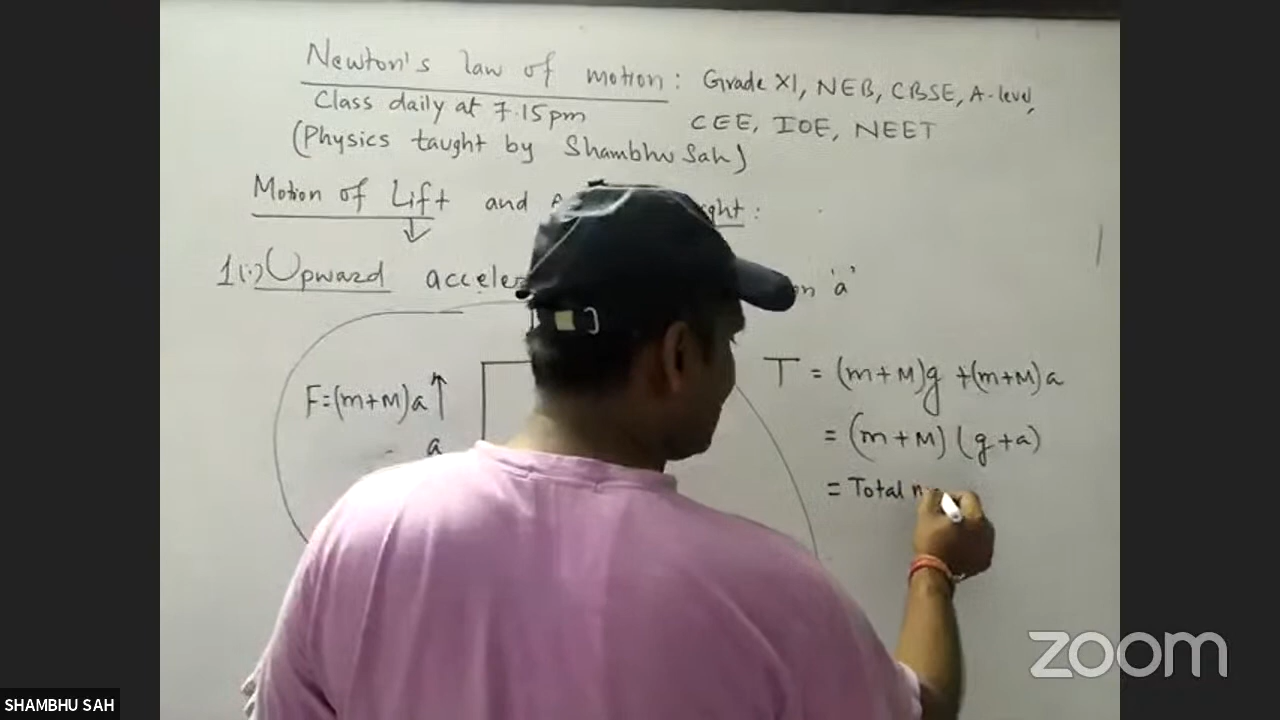 Newton's law of motion : Grade XI, NEB, CBSE, A-level,
Class daily at 7.15pm CEE, IOE, NEET
(Physics taught by Shambhu Sah)
Motion of Lift and :
1(i) Upward 'a'
F=(m+M)a
a
T = (m+M)g +(m+M)a
= (m+M) (g+a)
= Total
zoom
SHAMBHU SAH